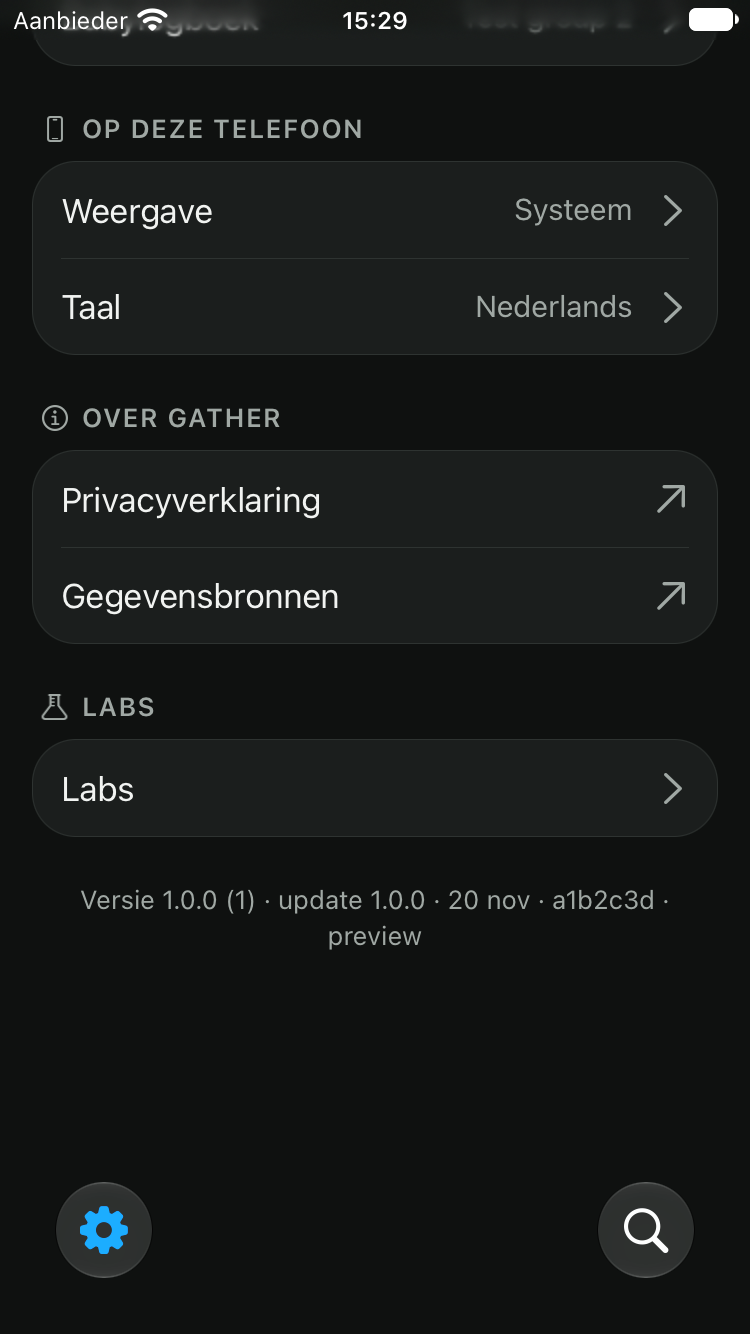 Aanbieder 15:29
OP DEZE TELEFOON
Weergave Systeem
Taal Nederlands
OVER GATHER
Privacyverklaring
Gegevensbronnen
LABS
Labs
Versie 1.0.0 (1) · update 1.0.0 · 20 nov · a1b2c3d ·
preview